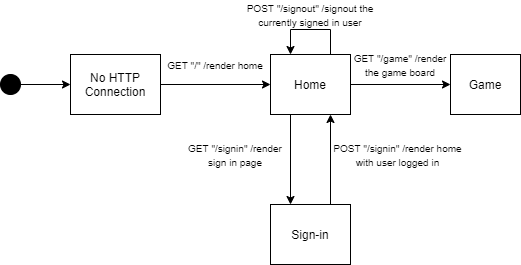 POST "/signout" /signout the
currently signed in user
GET "/" /render home
GET "/game" /render
the game board
No HTTP
Connection
Home
Game
GET "/signin" /render
sign in page
POST "/signin" /render home
with user logged in
Sign-in